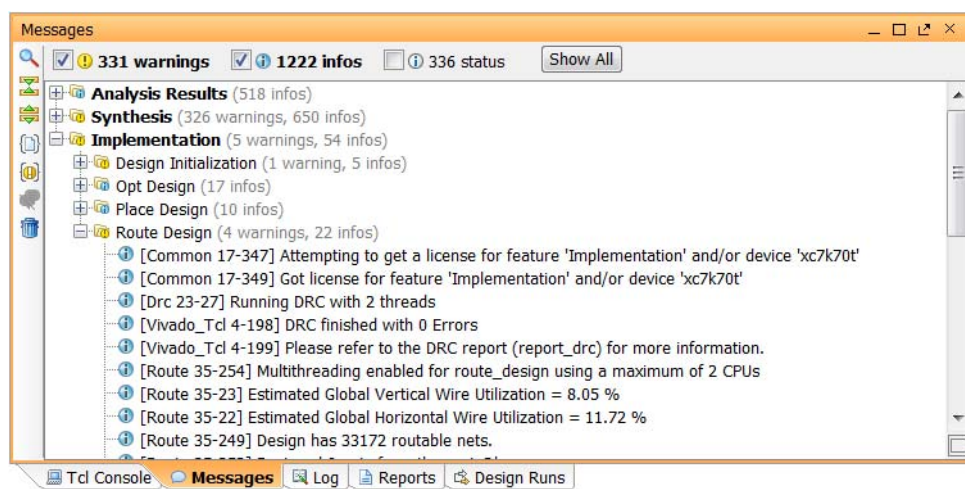 Messages
331 warnings 1222 infos 336 status Show All
Analysis Results (518 infos)
Synthesis (326 warnings, 650 infos)
Implementation (5 warnings, 54 infos)
Design Initialization (1 warning, 5 infos)
Opt Design (17 infos)
Place Design (10 infos)
Route Design (4 warnings, 22 infos)
[Common 17-347] Attempting to get a license for feature 'Implementation' and/or device 'xc7k70t'
[Common 17-349] Got license for feature 'Implementation' and/or device 'xc7k70t'
[Drc 23-27] Running DRC with 2 threads
[Vivado_Tcl 4-198] DRC finished with 0 Errors
[Vivado_Tcl 4-199] Please refer to the DRC report (report_drc) for more information.
[Route 35-254] Multithreading enabled for route_design using a maximum of 2 CPUs
[Route 35-23] Estimated Global Vertical Wire Utilization = 8.05 %
[Route 35-22] Estimated Global Horizontal Wire Utilization = 11.72 %
[Route 35-249] Design has 33172 routable nets.
Tcl Console Messages Log Reports Design Runs